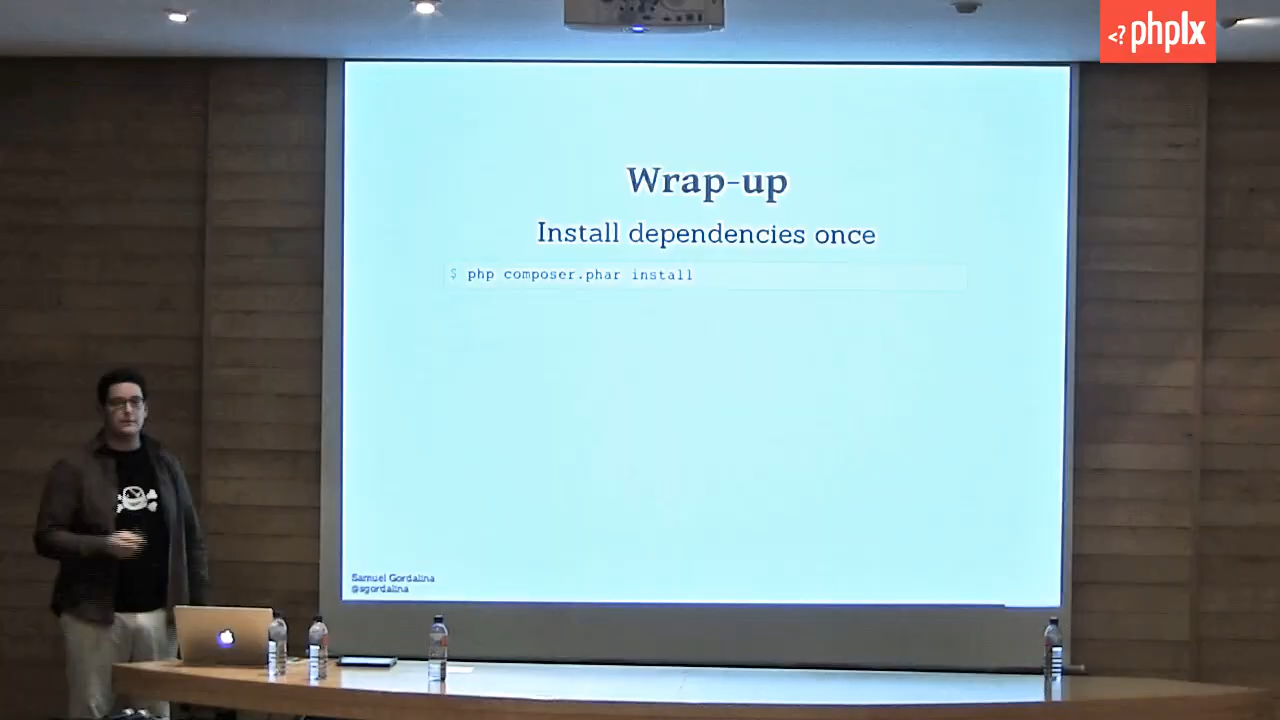 <? phplx
Wrap-up
Install dependencies once
$ php composer.phar install
Samuel Gordalina
@sgordalina